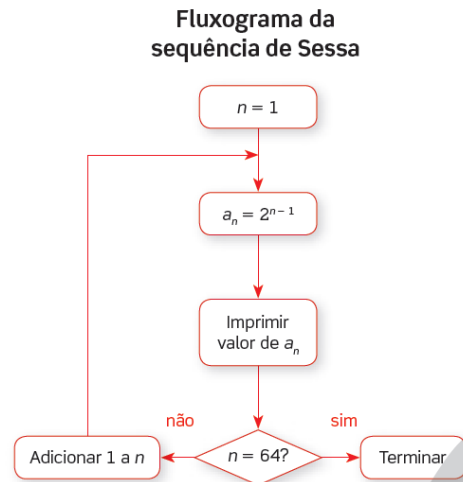 Fluxograma da
sequência de Sessa
n = 1
aₙ = 2ⁿ⁻¹
Imprimir
valor de aₙ
não
sim
Adicionar 1 a n
n = 64?
Terminar